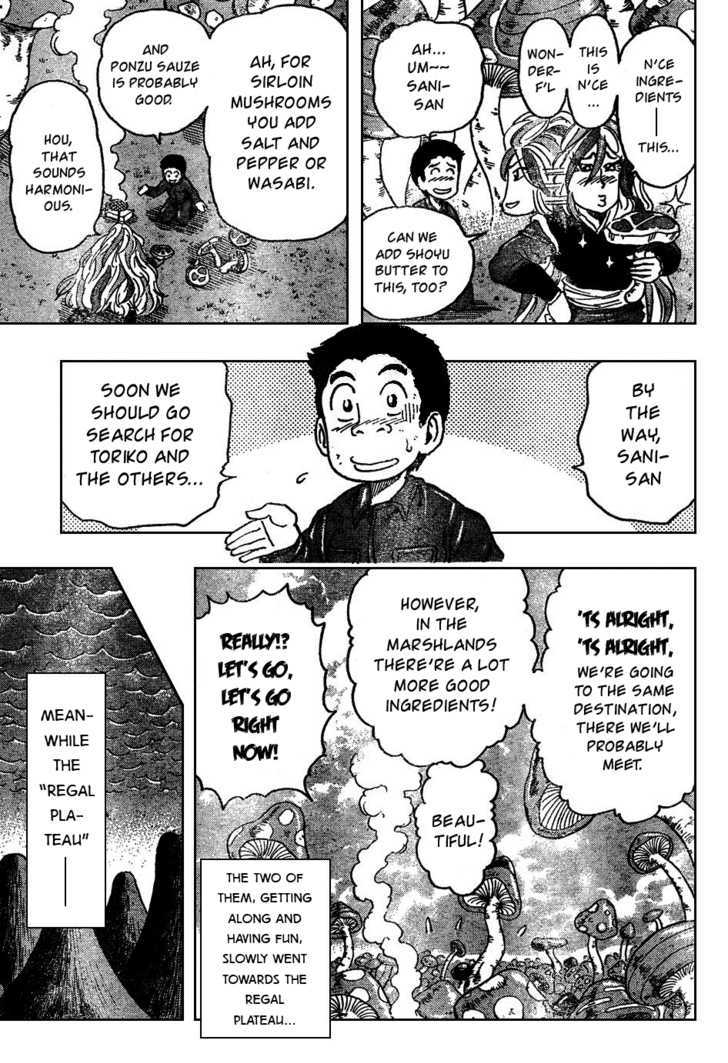 N'CE
INGRE-
DIENTS
—
THIS...
THIS
IS
N'CE
...
WON-
DER-
F'L
AH...
UM~~
SANI-
SAN
CAN WE
ADD SHOYU
BUTTER TO
THIS, TOO?
AH, FOR
SIRLOIN
MUSHROOMS
YOU ADD
SALT AND
PEPPER OR
WASABI.
AND
PONZU SAUZE
IS PROBABLY
GOOD.
HOU,
THAT
SOUNDS
HARMONI-
OUS.
BY
THE
WAY,
SANI-
SAN
SOON WE
SHOULD GO
SEARCH FOR
TORIKO AND
THE OTHERS...
'TS ALRIGHT,
'TS ALRIGHT,
WE'RE GOING
TO THE SAME
DESTINATION,
THERE WE'LL
PROBABLY
MEET.
HOWEVER,
IN THE
MARSHLANDS
THERE'RE A LOT
MORE GOOD
INGREDIENTS!
BEAU-
TIFUL!
REALLY!?
LET'S GO,
LET'S GO
RIGHT
NOW!
THE TWO OF
THEM, GETTING
ALONG AND
HAVING FUN,
SLOWLY WENT
TOWARDS THE
REGAL
PLATEAU...
MEAN-
WHILE
THE
"REGAL
PLA-
TEAU"
—